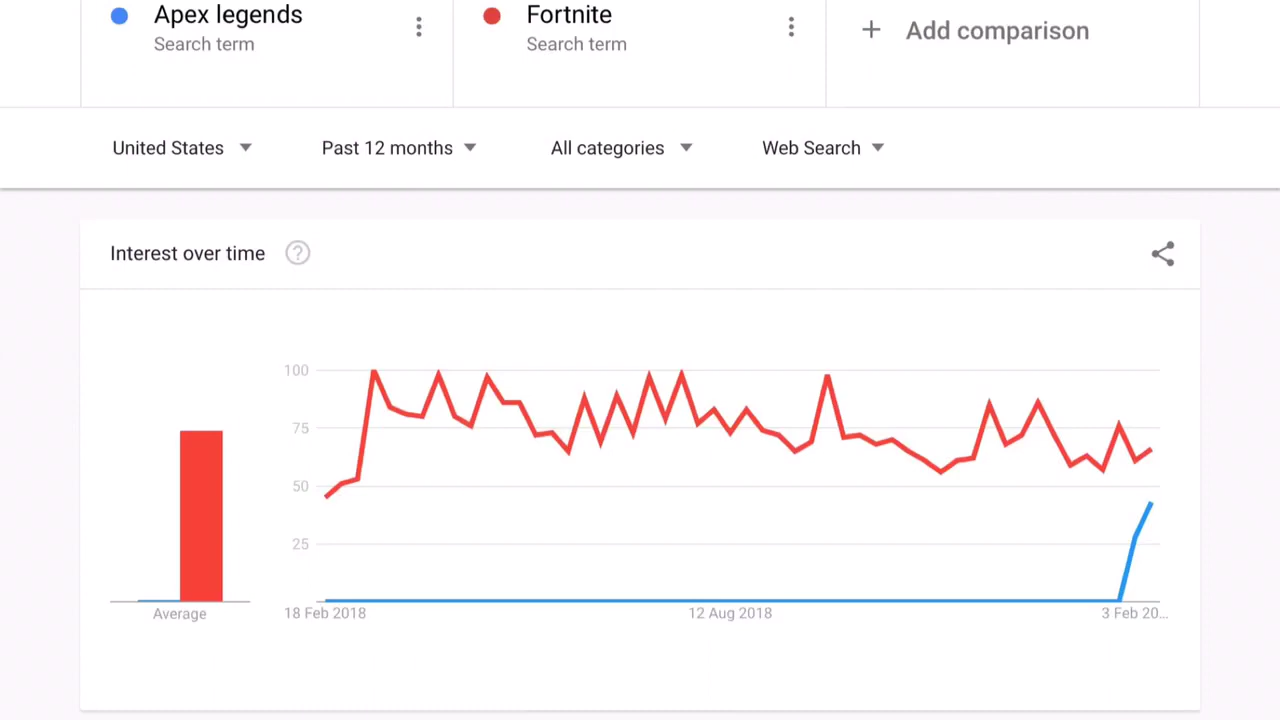 Apex legends
Search term
Fortnite
Search term
+ Add comparison
United States
Past 12 months
All categories
Web Search
Interest over time ?
100
75
50
25
Average
18 Feb 2018
12 Aug 2018
3 Feb 20...